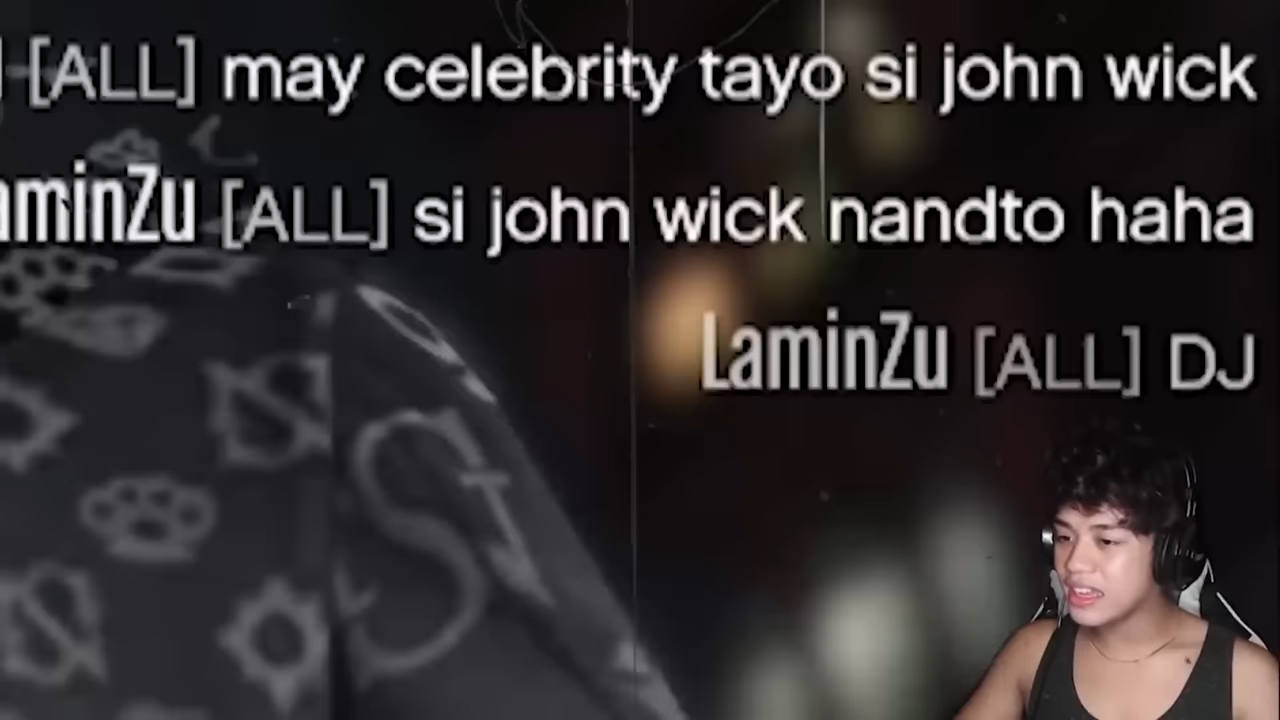 [ALL] may celebrity tayo si john wick
aminZu [ALL] si john wick nandto haha
LaminZu [ALL] DJ